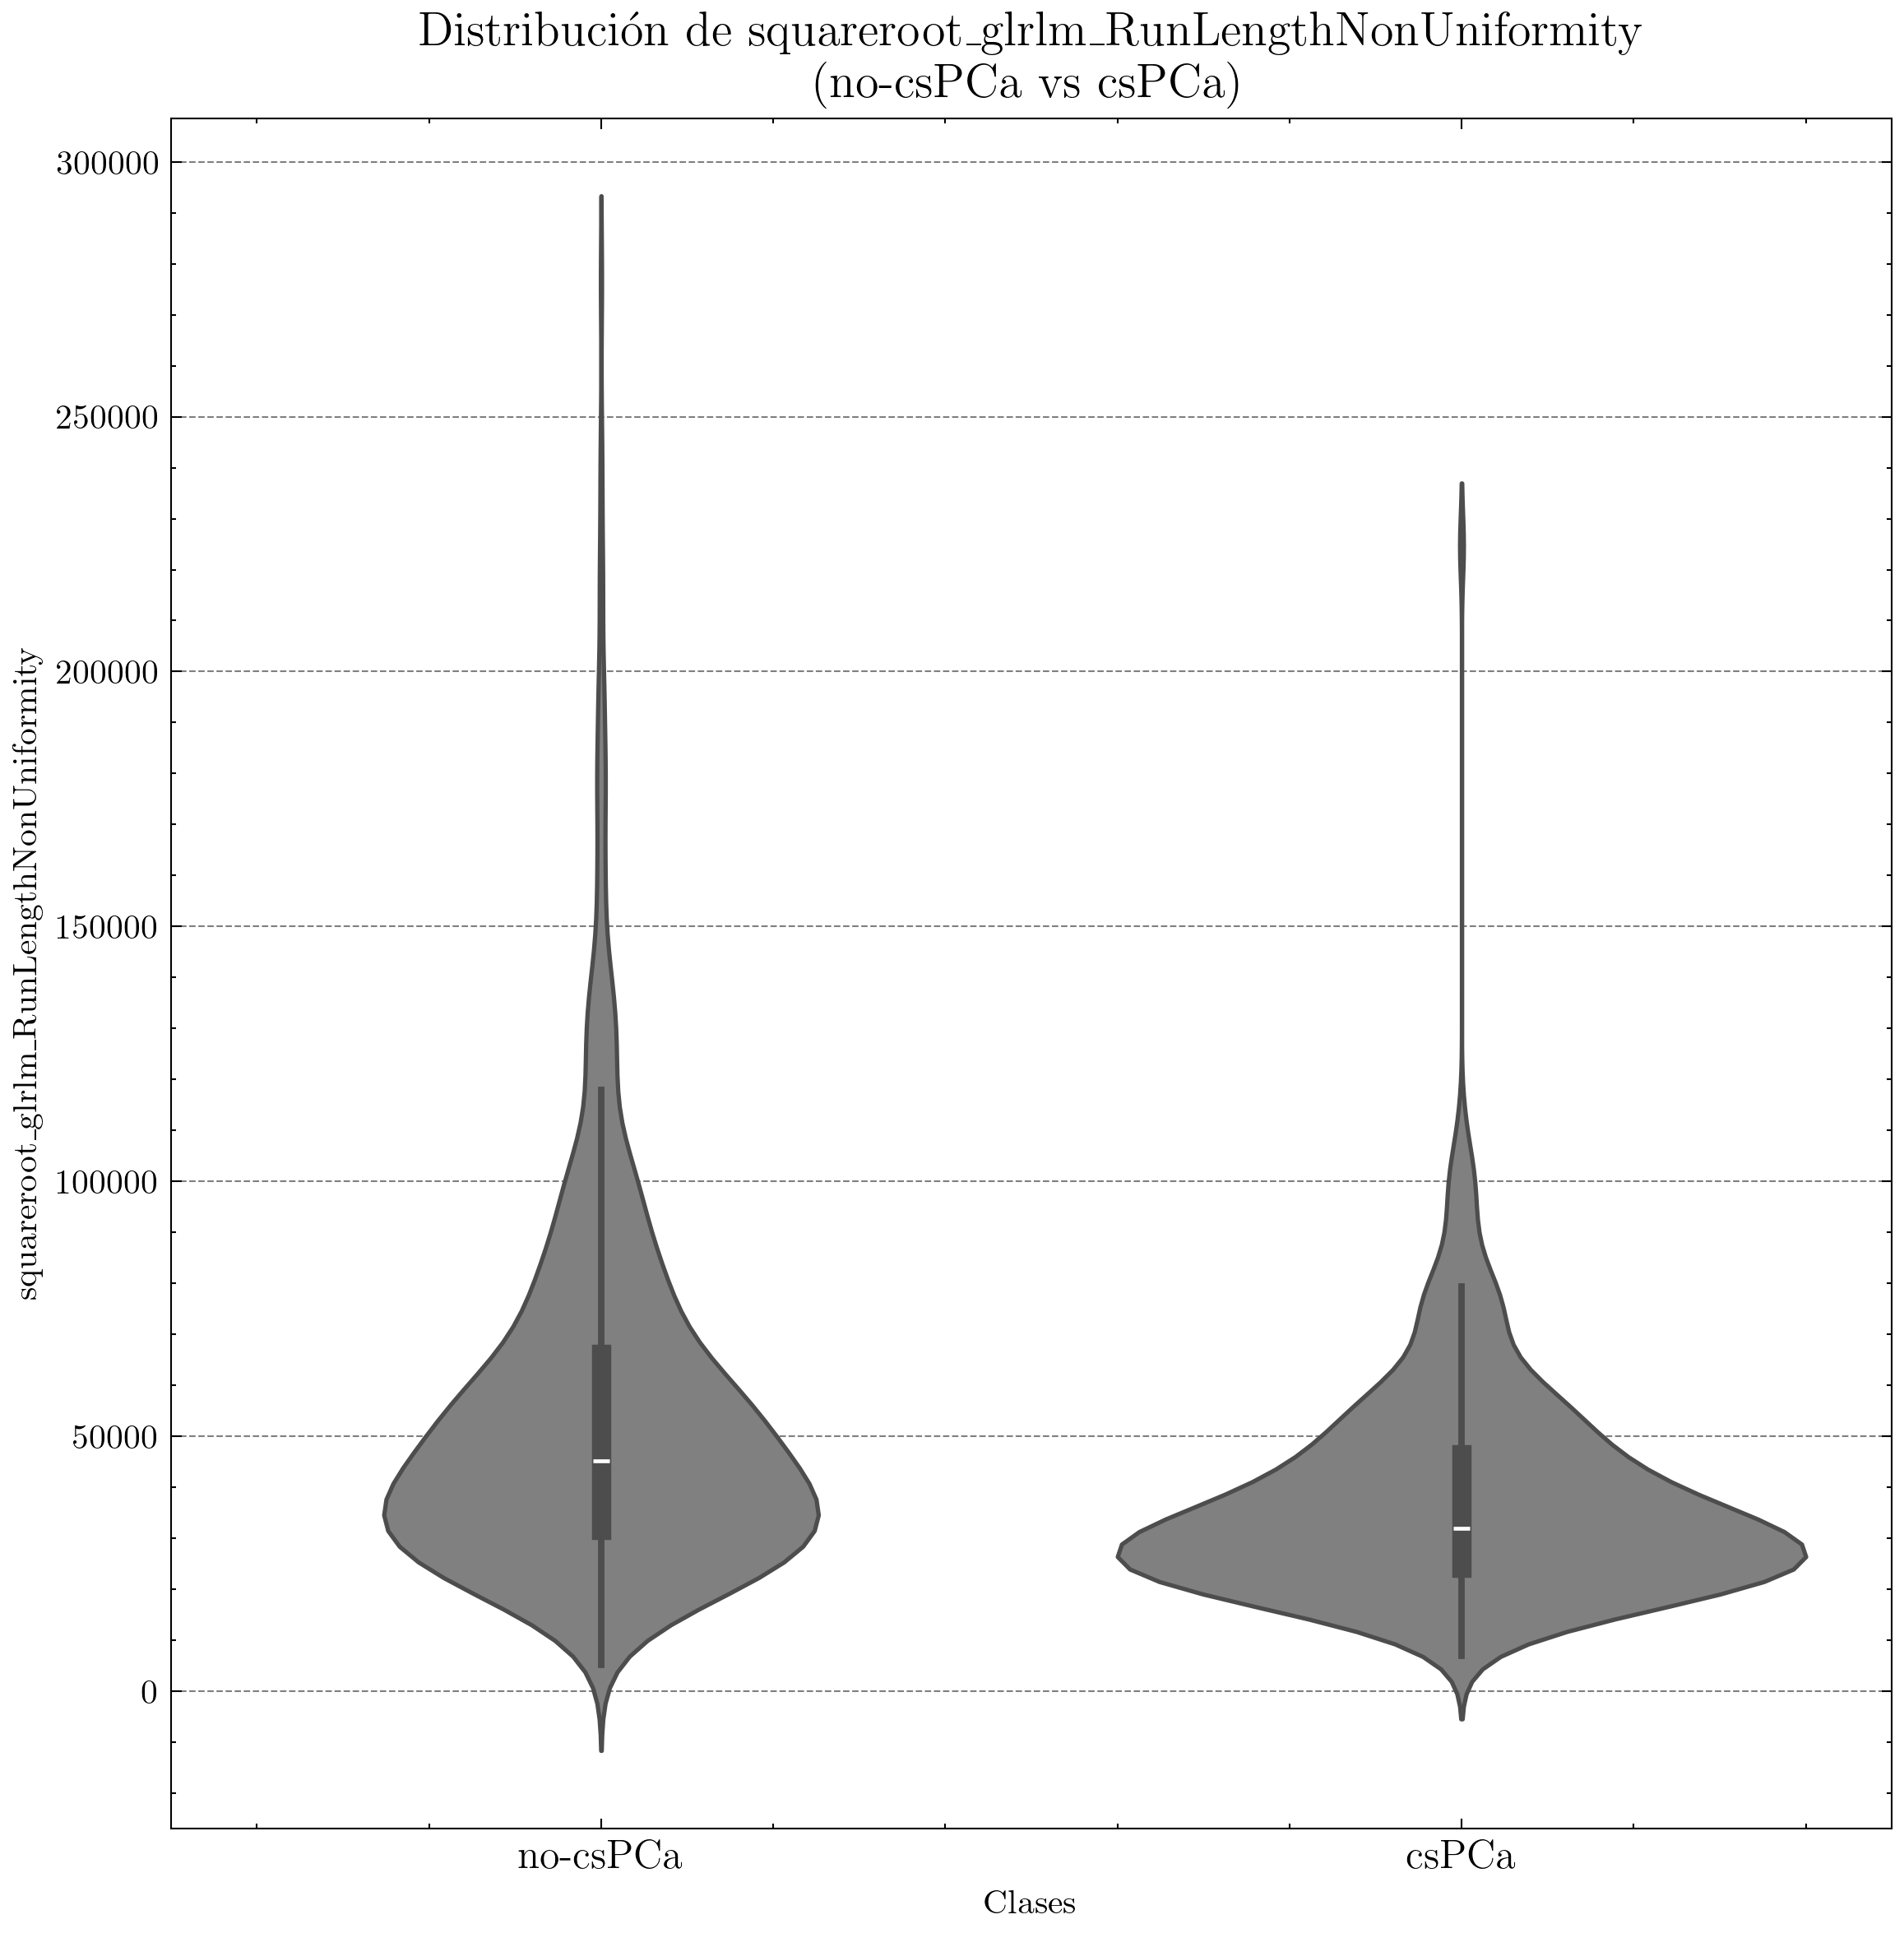 Distribución de squareroot_glrlm_RunLengthNonUniformity
(no-csPCa vs csPCa)
squareroot_glrlm_RunLengthNonUniformity
300000
250000
200000
150000
100000
50000
0
no-csPCa
csPCa
Clases